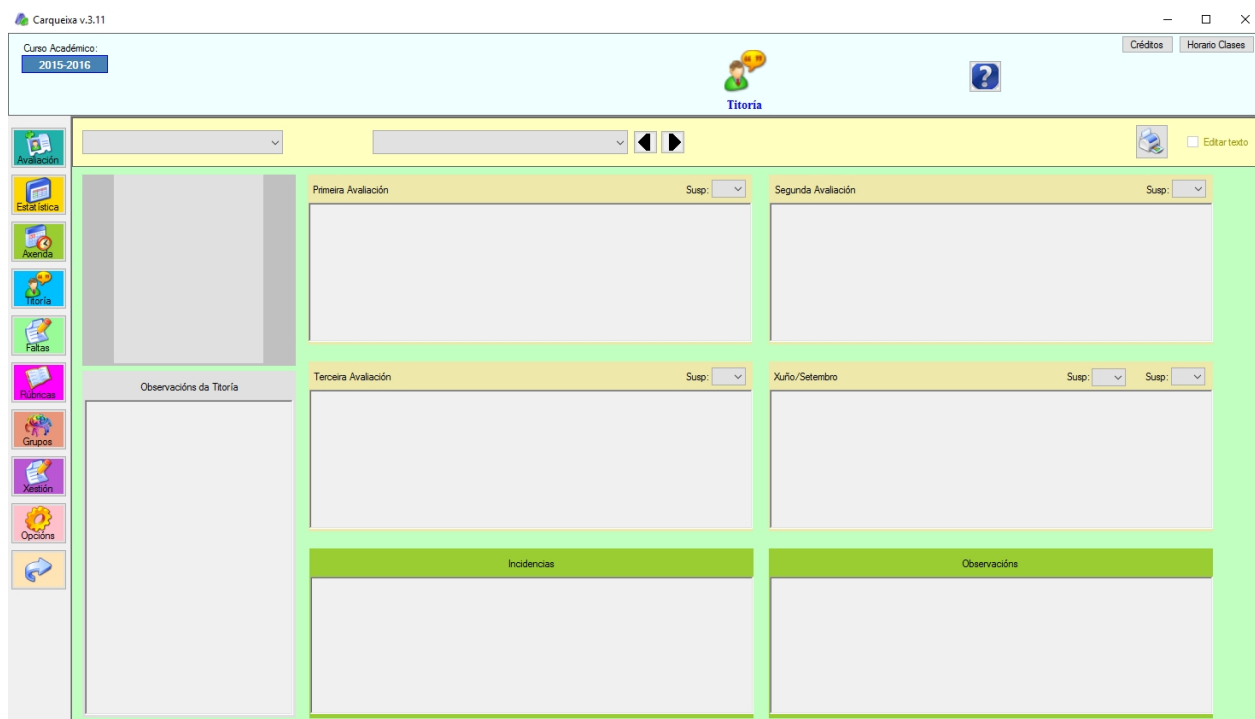 Carqueixa v.3.11
Curso Académico:
2015-2016
Titoría
Créditos
Horario Clases
Avaliación
Estatística
Axenda
Titoría
Faltas
Rúbricas
Grupos
Xestión
Opcións
Editar texto
Primeira Avaliación Susp:
Segunda Avaliación Susp:
Observacións da Titoría
Terceira Avaliación Susp:
Xuño/Setembro Susp: Susp:
Incidencias
Observacións